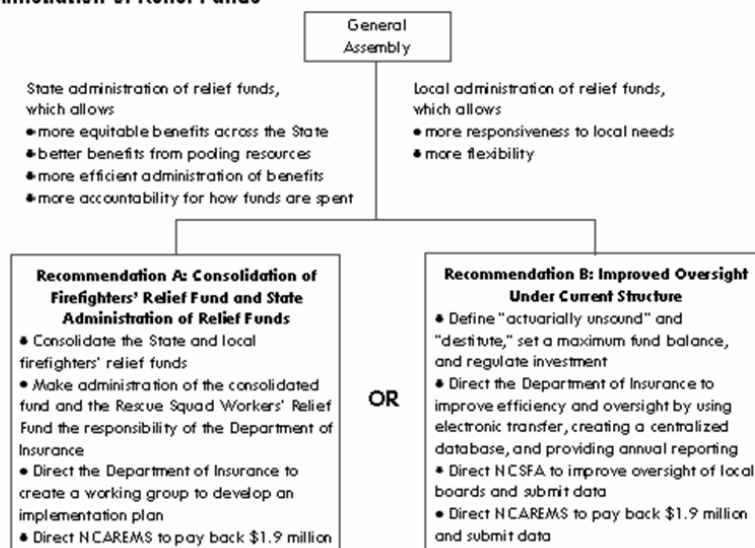 of Relief Funds
General
Assembly
State administration of relief funds,
which allows
• more equitable benefits across the State
• better benefits from pooling resources
• more efficient administration of benefits
• more accountability for how funds are spent
Local administration of relief funds,
which allows
• more responsiveness to local needs
• more flexibility
Recommendation A: Consolidation of
Firefighters' Relief Fund and State
Administration of Relief Funds
• Consolidate the State and local
firefighters' relief funds
• Make administration of the consolidated
fund and the Rescue Squad Workers' Relief
Fund the responsibility of the Department of
Insurance
• Direct the Department of Insurance to
create a working group to develop an
implementation plan
• Direct NCAREMS to pay back $1.9 million
OR
Recommendation B: Improved Oversight
Under Current Structure
• Define "actuarially unsound" and
"destitute," set a maximum fund balance,
and regulate investment
• Direct the Department of Insurance to
improve efficiency and oversight by using
electronic transfer, creating a centralized
database, and providing annual reporting
• Direct NCSFA to improve oversight of local
boards and submit data
• Direct NCAREMS to pay back $1.9 million
and submit data